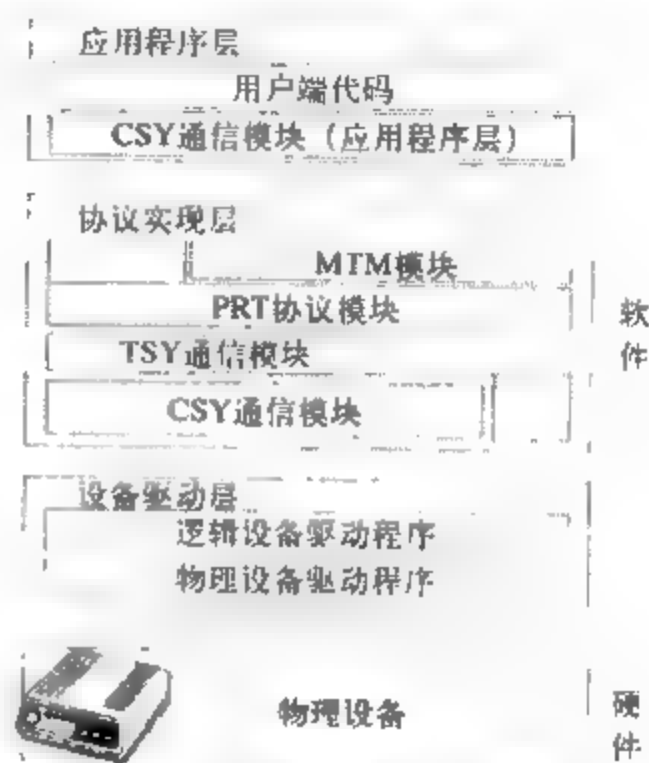 应用程序层
用户端代码
CSY通信模块（应用程序层）
协议实现层
MTM模块
PRT协议模块
TSY通信模块
CSY通信模块
软件
设备驱动层
逻辑设备驱动程序
物理设备驱动程序
物理设备
硬件